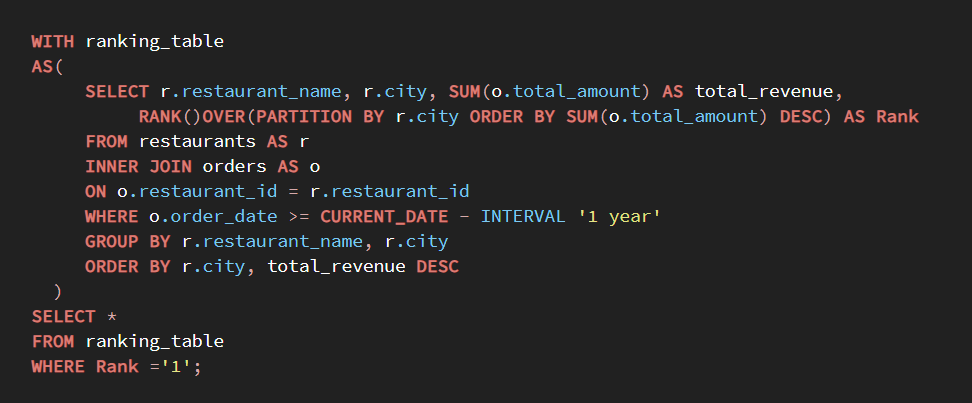 WITH ranking_table
AS(
SELECT r.restaurant_name, r.city, SUM(o.total_amount) AS total_revenue,
RANK()OVER(PARTITION BY r.city ORDER BY SUM(o.total_amount) DESC) AS Rank
FROM restaurants AS r
INNER JOIN orders AS o
ON o.restaurant_id = r.restaurant_id
WHERE o.order_date >= CURRENT_DATE - INTERVAL '1 year'
GROUP BY r.restaurant_name, r.city
ORDER BY r.city, total_revenue DESC
)
SELECT *
FROM ranking_table
WHERE Rank ='1';